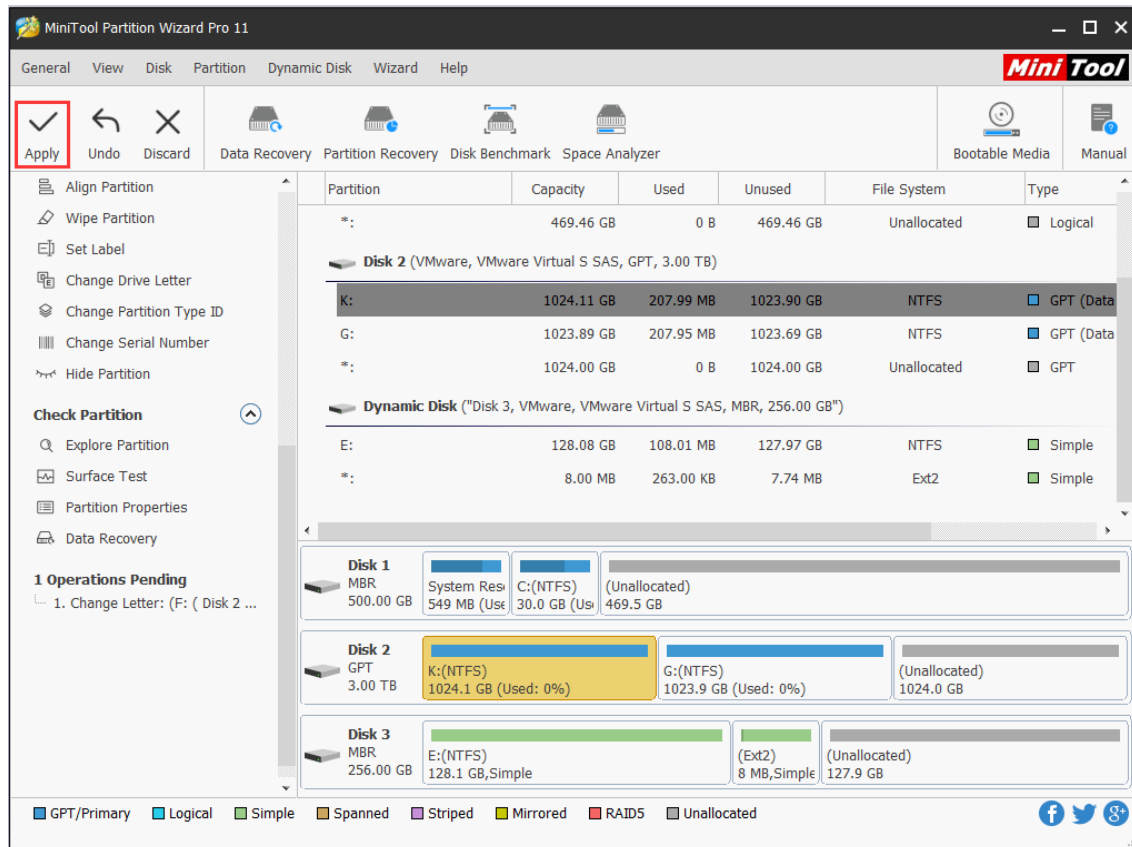 MiniTool Partition Wizard Pro 11
General View Disk Partition Dynamic Disk Wizard Help
Mini Tool
Apply Undo Discard Data Recovery Partition Recovery Disk Benchmark Space Analyzer Bootable Media Manual
Align Partition
Wipe Partition
Set Label
Change Drive Letter
Change Partition Type ID
Change Serial Number
Hide Partition
Check Partition
Explore Partition
Surface Test
Partition Properties
Data Recovery
1 Operations Pending
1. Change Letter: (F: ( Disk 2 ...
Partition Capacity Used Unused File System Type
*: 469.46 GB 0 B 469.46 GB Unallocated Logical
Disk 2 (VMware, VMware Virtual S SAS, GPT, 3.00 TB)
K: 1024.11 GB 207.99 MB 1023.90 GB NTFS GPT (Data
G: 1023.89 GB 207.95 MB 1023.69 GB NTFS GPT (Data
*: 1024.00 GB 0 B 1024.00 GB Unallocated GPT
Dynamic Disk ("Disk 3, VMware, VMware Virtual S SAS, MBR, 256.00 GB")
E: 128.08 GB 108.01 MB 127.97 GB NTFS Simple
*: 8.00 MB 263.00 KB 7.74 MB Ext2 Simple
Disk 1
MBR
500.00 GB
System Res
549 MB (Use
C:(NTFS)
30.0 GB (Us
(Unallocated)
469.5 GB
Disk 2
GPT
3.00 TB
K:(NTFS)
1024.1 GB (Used: 0%)
G:(NTFS)
1023.9 GB (Used: 0%)
(Unallocated)
1024.0 GB
Disk 3
MBR
256.00 GB
E:(NTFS)
128.1 GB,Simple
(Ext2)
8 MB,Simple
(Unallocated)
127.9 GB
GPT/Primary Logical Simple Spanned Striped Mirrored RAID5 Unallocated